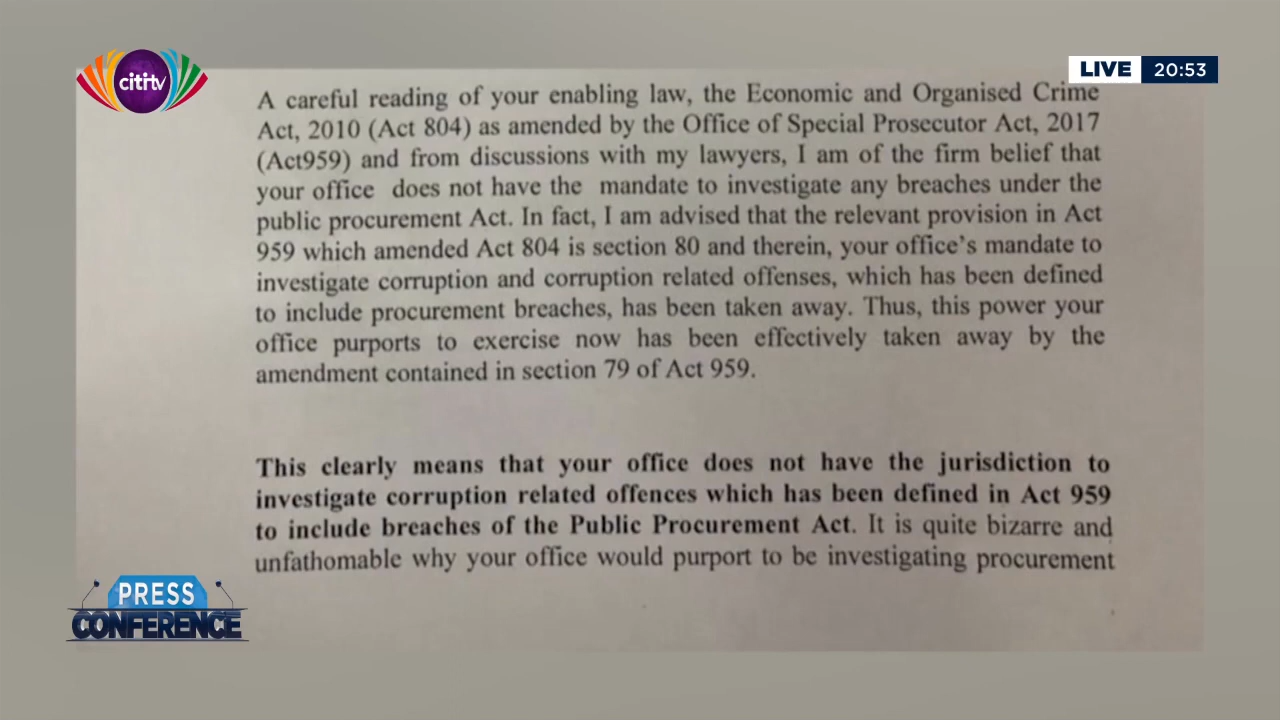 citi tv
LIVE 20:53
A careful reading of your enabling law, the Economic and Organised Crime
Act, 2010 (Act 804) as amended by the Office of Special Prosecutor Act, 2017
(Act959) and from discussions with my lawyers, I am of the firm belief that
your office does not have the mandate to investigate any breaches under the
public procurement Act. In fact, I am advised that the relevant provision in Act
959 which amended Act 804 is section 80 and therein, your office's mandate to
investigate corruption and corruption related offenses, which has been defined
to include procurement breaches, has been taken away. Thus, this power your
office purports to exercise now has been effectively taken away by the
amendment contained in section 79 of Act 959.
This clearly means that your office does not have the jurisdiction to
investigate corruption related offences which has been defined in Act 959
to include breaches of the Public Procurement Act. It is quite bizarre and
unfathomable why your office would purport to be investigating procurement
PRESS
CONFERENCE